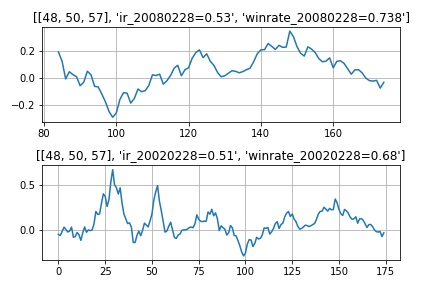 [[48, 50, 57], 'ir_20080228=0.53', 'winrate_20080228=0.738']
0.2
0.0
−0.2
80 100 120 140 160
[[48, 50, 57], 'ir_20020228=0.51', 'winrate_20020228=0.68']
0.5
0.0
0 25 50 75 100 125 150 175